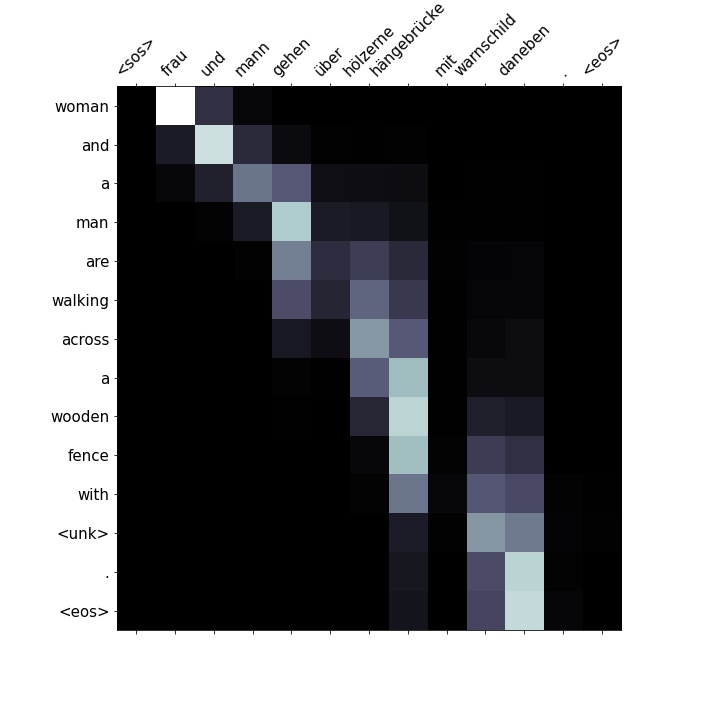 <sos> frau und mann gehen über hölzerne hängebrücke mit warnschild daneben . <eos>
woman
and
a
man
are
walking
across
a
wooden
fence
with
<unk>
.
<eos>